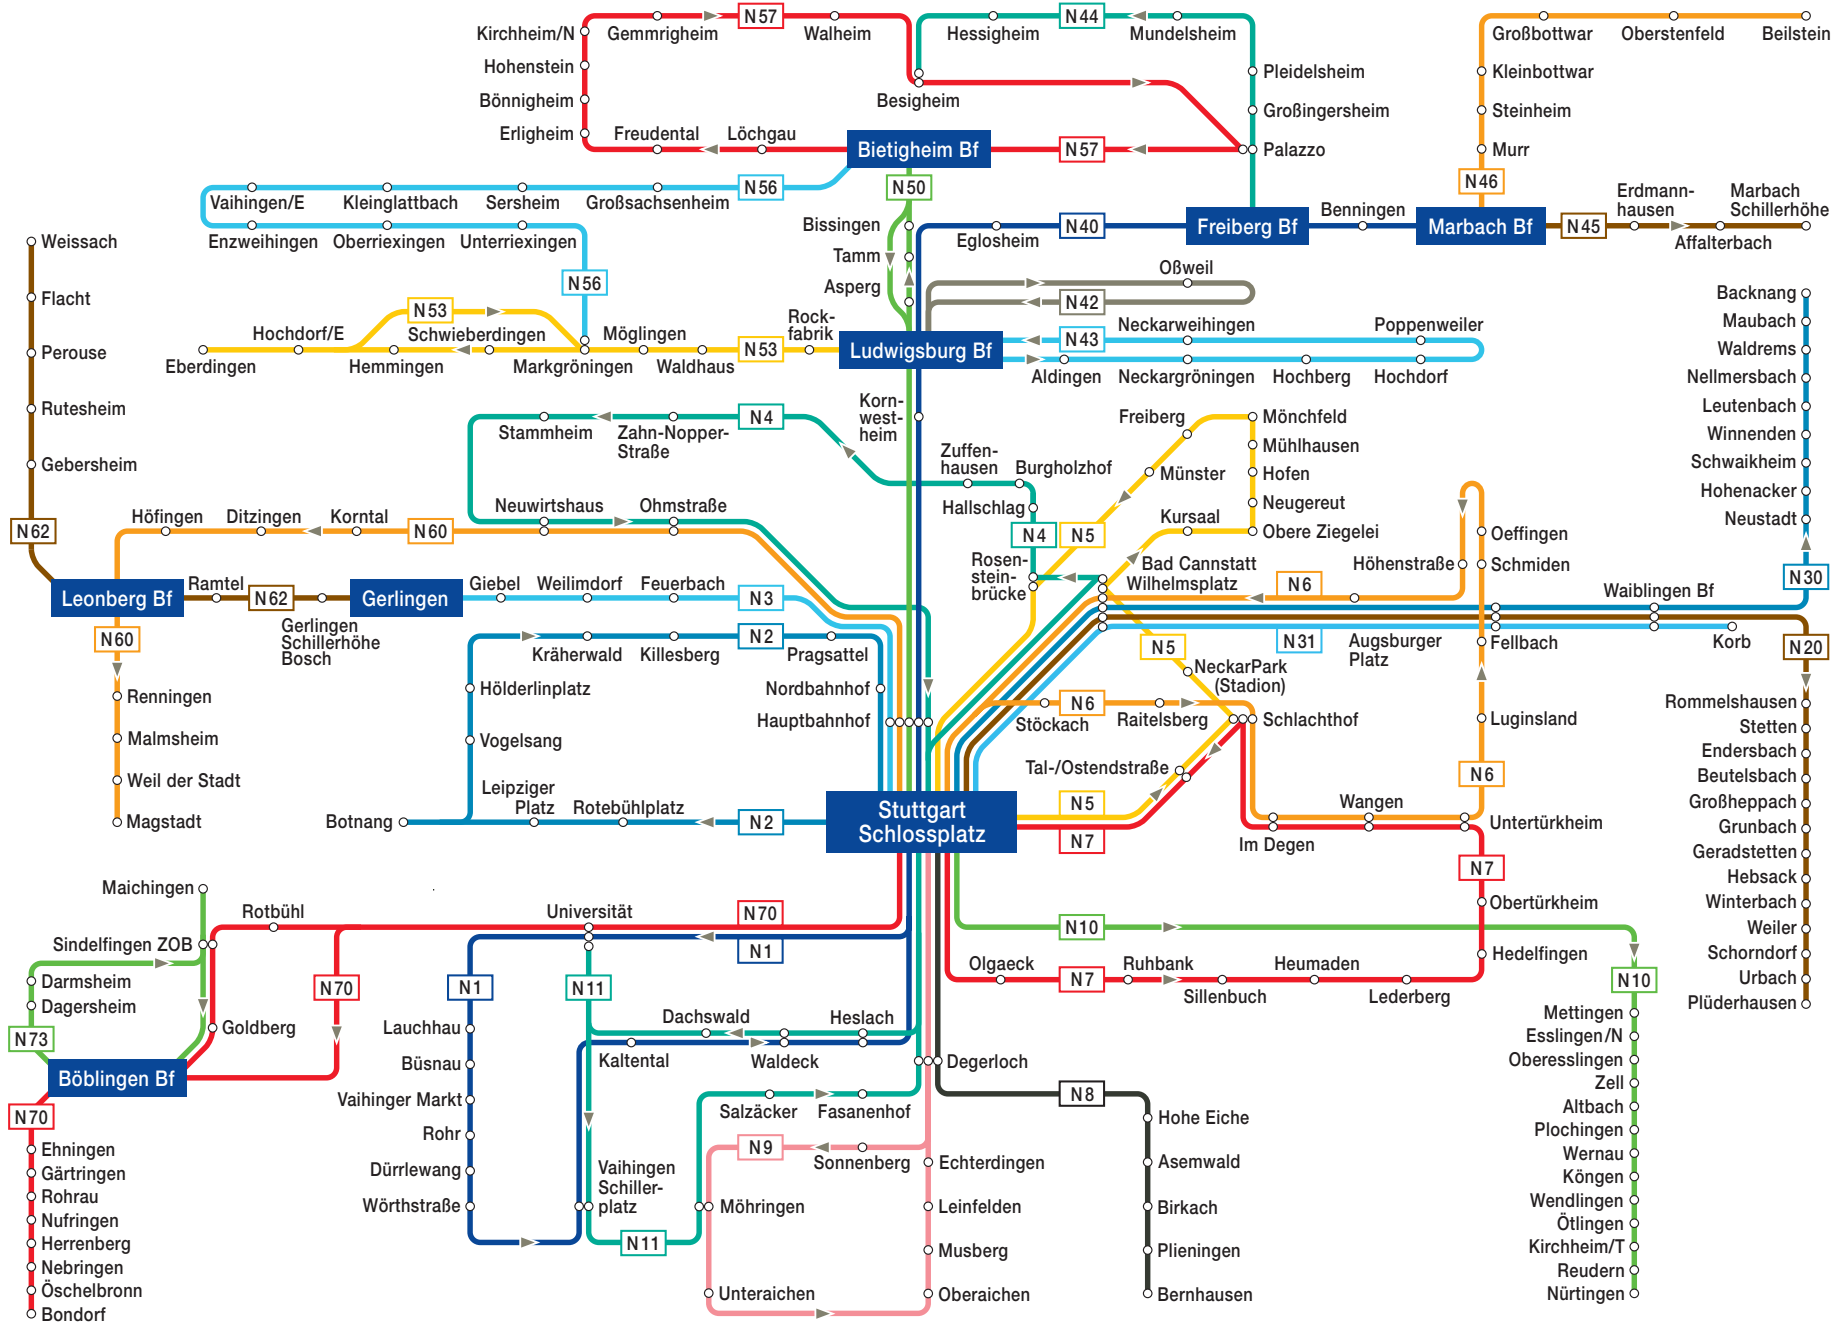 N57
N44
Kirchheim/N
Gemmrigheim
Walheim
Hessigheim
Mundelsheim
Großbottwar
Oberstenfeld
Beilstein
Hohenstein
Pleidelsheim
Kleinbottwar
Bönnigheim
Besigheim
Großingersheim
Steinheim
Erligheim
Freudental
Löchgau
Bietigheim Bf
N57
Palazzo
Murr
N46
N56
N50
Vaihingen/E
Kleinglattbach
Sersheim
Großsachsenheim
Erdmann-
hausen
Marbach
Schillerhöhe
Benningen
Bissingen
Eglosheim
N40
Freiberg Bf
Marbach Bf
N45
Affalterbach
Enzweihingen
Oberriexingen
Unterriexingen
Weissach
Tamm
Asperg
Oßweil
N42
N56
Flacht
N53
Hochdorf/E
Schwieberdingen
Möglingen
Rock-
fabrik
N53
Eberdingen
Hemmingen
Markgröningen
Waldhaus
Ludwigsburg Bf
N43
Neckarweihingen
Poppenweiler
Aldingen
Neckargröningen
Hochberg
Hochdorf
Backnang
Maubach
Waldrems
Nellmersbach
Leutenbach
Winnenden
Schwaikheim
Hohenacker
Neustadt
N30
Perouse
Rutesheim
Gebersheim
N62
Korn-
west-
heim
N4
Stammheim
Zahn-Nopper-
Straße
Zuffen-
hausen
Burgholzhof
Hallschlag
N4
N5
Freiberg
Mönchfeld
Mühlhausen
Münster
Hofen
Neugereut
Kursaal
Obere Ziegelei
Neuwirtshaus
Ohmstraße
Höfingen
Ditzingen
Korntal
N60
Rosen-
stein-
brücke
Bad Cannstatt
Wilhelmsplatz
N6
Höhenstraße
Oeffingen
Schmiden
Leonberg Bf
Ramtel
N62
Gerlingen
Giebel
Weilimdorf
Feuerbach
N3
Waiblingen Bf
N60
Gerlingen
Schillerhöhe
Bosch
N2
Kräherwald
Killesberg
Pragsattel
N5
N31
Augsburger
Platz
Fellbach
Korb
N20
Renningen
Malmsheim
Weil der Stadt
Magstadt
Hölderlinplatz
Vogelsang
Nordbahnhof
Hauptbahnhof
NeckarPark
(Stadion)
Stöckach
N6
Raitelsberg
Schlachthof
Luginsland
N6
Tal-/Ostendstraße
Rommelshausen
Stetten
Endersbach
Beutelsbach
Großheppach
Grunbach
Geradstetten
Hebsack
Winterbach
Weiler
Schorndorf
Urbach
Plüderhausen
Botnang
Leipziger
Platz
Rotebühlplatz
N2
Stuttgart
Schlossplatz
N5
N7
Wangen
Im Degen
Untertürkheim
N7
Obertürkheim
Hedelfingen
Maichingen
Rotbühl
Universität
N70
N1
N10
Sindelfingen ZOB
Darmsheim
Dagersheim
N73
N70
N1
N11
Goldberg
Böblingen Bf
N70
Olgaeck
N7
Ruhbank
Sillenbuch
Heumaden
Lederberg
N10
Lauchhau
Büsnau
Vaihinger Markt
Rohr
Dürrlewang
Wörthstraße
Dachswald
Heslach
Kaltental
Waldeck
Degerloch
N8
Salzäcker
Fasanenhof
N9
Sonnenberg
Vaihingen
Schiller-
platz
N11
Möhringen
Unteraichen
Echterdingen
Leinfelden
Musberg
Oberaichen
Hohe Eiche
Asemwald
Birkach
Plieningen
Bernhausen
Mettingen
Esslingen/N
Oberesslingen
Zell
Altbach
Plochingen
Wernau
Köngen
Wendlingen
Ötlingen
Kirchheim/T
Reudern
Nürtingen
Ehningen
Gärtringen
Rohrau
Nufringen
Herrenberg
Nebringen
Öschelbronn
Bondorf